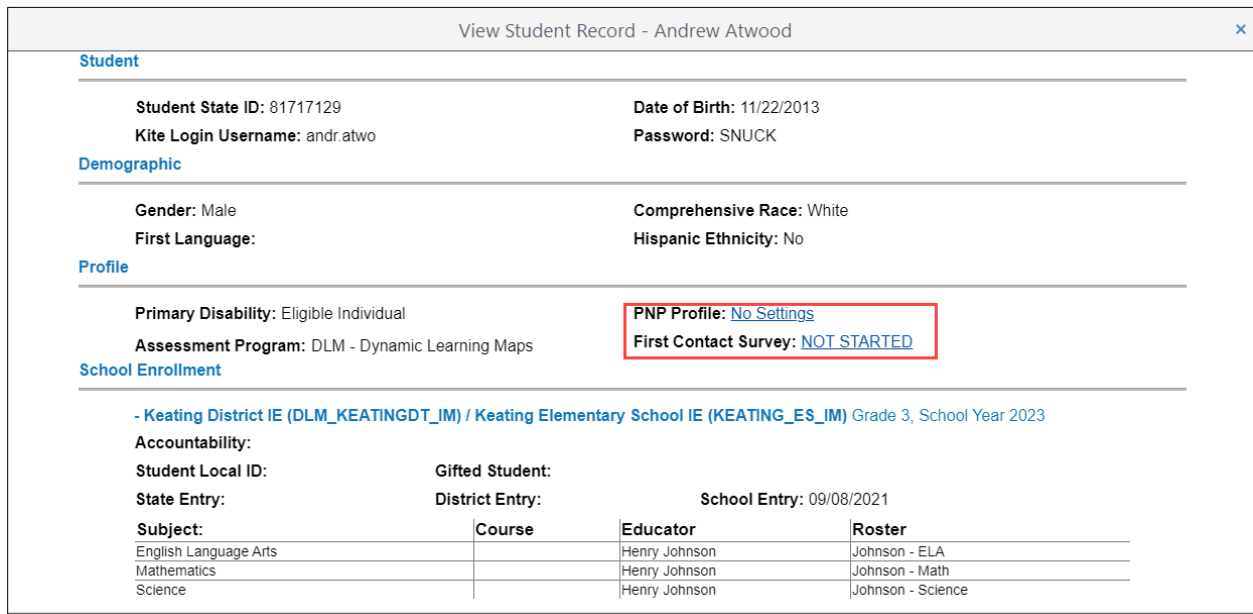 View Student Record - Andrew Atwood ×
Student
Student State ID: 81717129 Date of Birth: 11/22/2013
Kite Login Username: andr.atwo Password: SNUCK
Demographic
Gender: Male Comprehensive Race: White
First Language: Hispanic Ethnicity: No
Profile
Primary Disability: Eligible Individual PNP Profile: No Settings
Assessment Program: DLM - Dynamic Learning Maps First Contact Survey: NOT STARTED
School Enrollment
- Keating District IE (DLM_KEATINGDT_IM) / Keating Elementary School IE (KEATING_ES_IM) Grade 3, School Year 2023
Accountability:
Student Local ID: Gifted Student:
State Entry: District Entry: School Entry: 09/08/2021
Subject: Course Educator Roster
English Language Arts Henry Johnson Johnson - ELA
Mathematics Henry Johnson Johnson - Math
Science Henry Johnson Johnson - Science